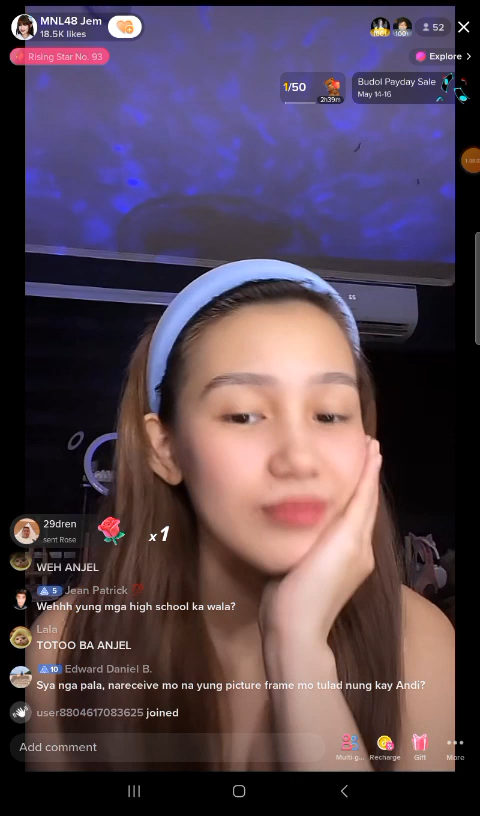 MNL48 Jem
18.5K likes
52
Rising Star No. 93
Explore
1/50
2h39m
Budol Payday Sale
May 14-16
29dren
sent Rose
x1
WEH ANJEL
5 Jean Patrick
Wehhh yung mga high school ka wala?
Lala
TOTOO BA ANJEL
10 Edward Daniel B.
Sya nga pala, nareceive mo na yung picture frame mo tulad nung kay Andi?
user8804617083625 joined
Add comment
Multi-g...
Recharge
Gift
More